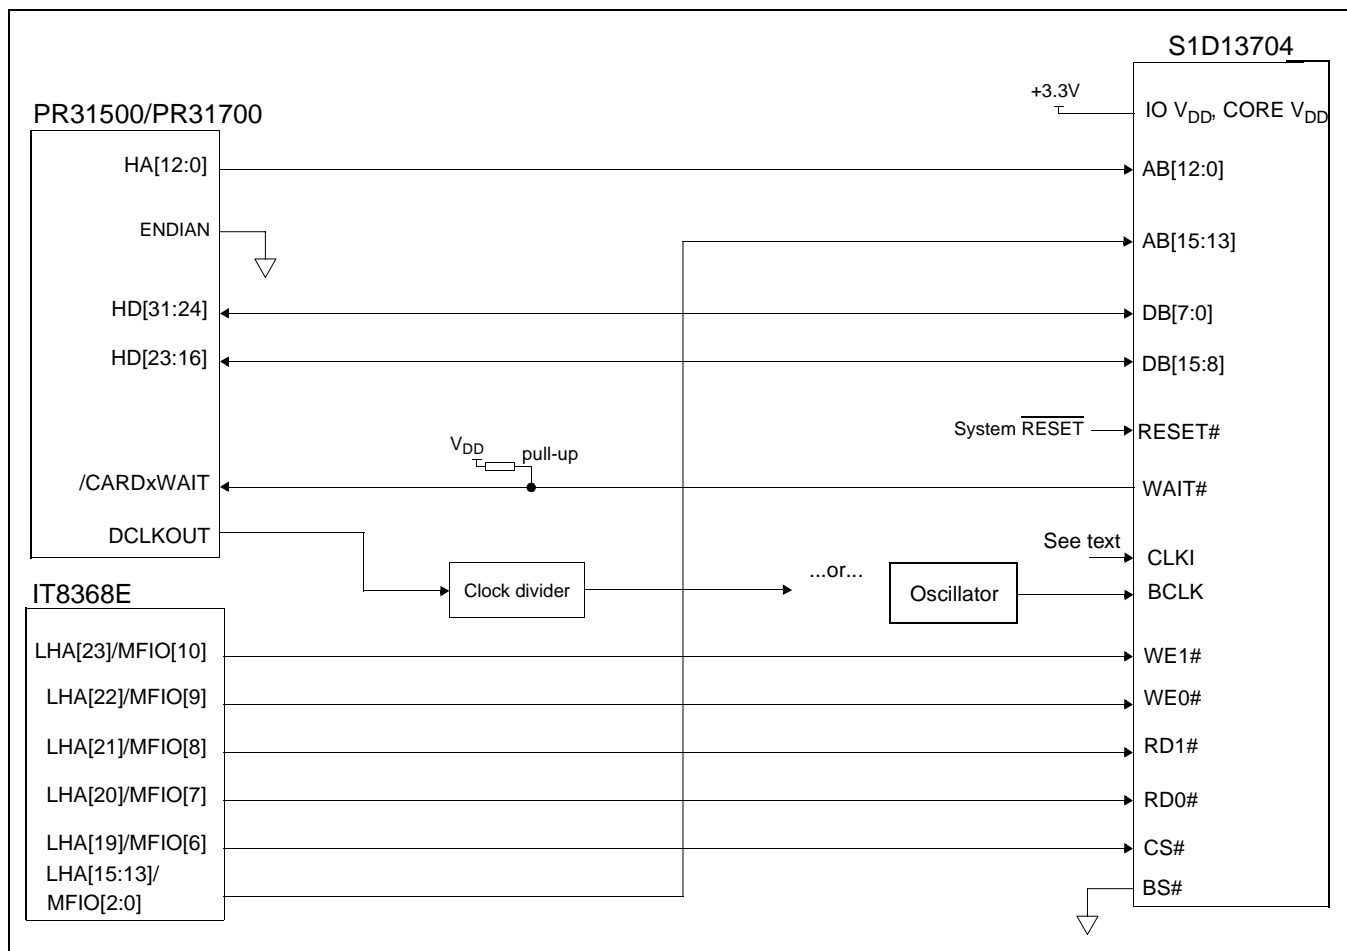 S1D13704
+3.3V
IO VDD, CORE VDD
PR31500/PR31700
HA[12:0]
AB[12:0]
ENDIAN
AB[15:13]
HD[31:24]
DB[7:0]
HD[23:16]
DB[15:8]
System RESET
RESET#
VDD
pull-up
/CARDxWAIT
WAIT#
DCLKOUT
See text
CLKI
Clock divider
...or...
Oscillator
BCLK
IT8368E
LHA[23]/MFIO[10]
WE1#
LHA[22]/MFIO[9]
WE0#
LHA[21]/MFIO[8]
RD1#
LHA[20]/MFIO[7]
RD0#
LHA[19]/MFIO[6]
CS#
LHA[15:13]/
MFIO[2:0]
BS#